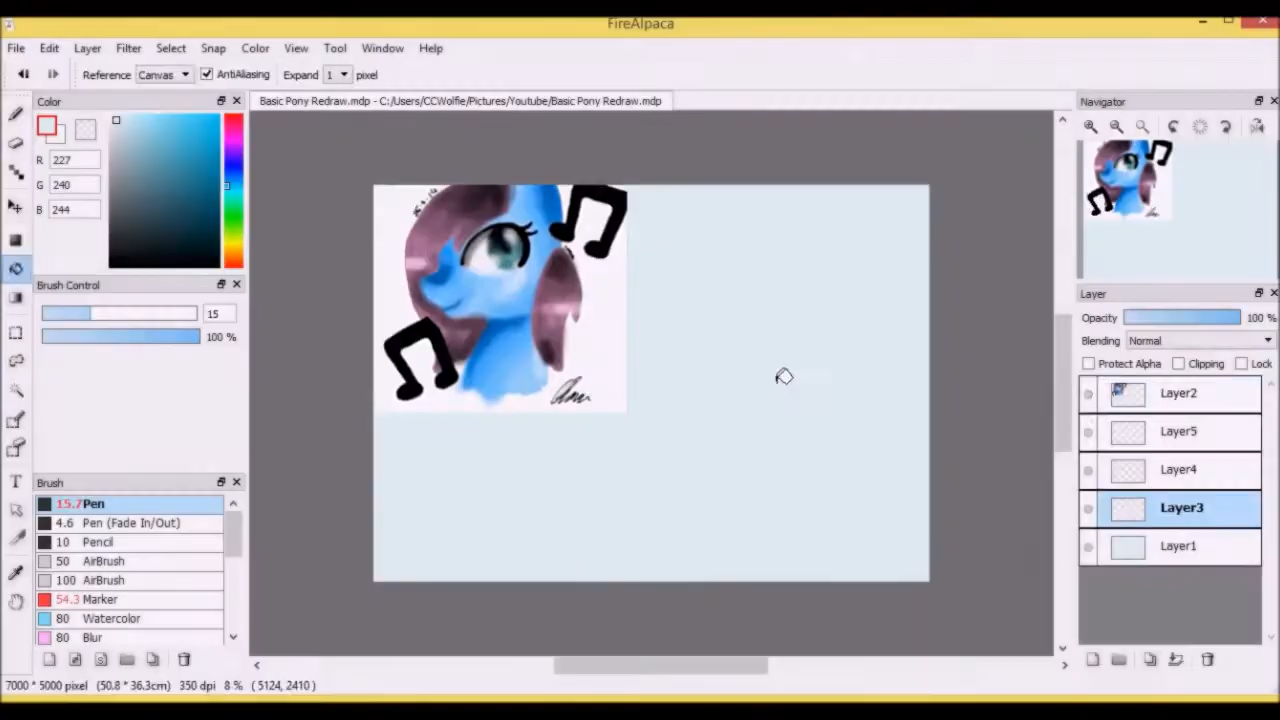 FireAlpaca
File Edit Layer Filter Select Snap Color View Tool Window Help
Reference Canvas AntiAliasing Expand 1 pixel
Color
Basic Pony Redraw.mdp - C:/Users/CCWolfie/Pictures/Youtube/Basic Pony Redraw.mdp
Navigator
R 227
G 240
B 244
Brush Control
15
100 %
Layer
Opacity 100 %
Blending Normal
Protect Alpha Clipping Lock
Layer2
Layer5
Layer4
Layer3
Layer1
Brush
15.7 Pen
4.6 Pen (Fade In/Out)
10 Pencil
50 AirBrush
100 AirBrush
54.3 Marker
80 Watercolor
80 Blur
7000 * 5000 pixel (50.8 * 36.3cm) 350 dpi 8 % ( 5124, 2410 )